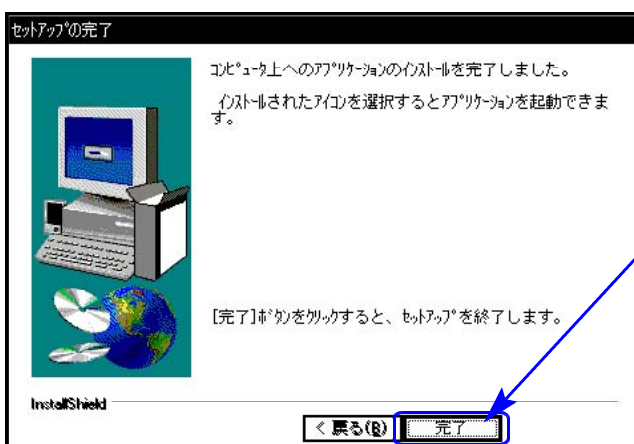 ｾｯﾄｱｯﾌﾟの完了
ｺﾝﾋﾟｭｰﾀ上へのｱﾌﾟﾘｹｰｼｮﾝのｲﾝｽﾄｰﾙを完了しました。
ｲﾝｽﾄｰﾙされたｱｲｺﾝを選択するとｱﾌﾟﾘｹｰｼｮﾝを起動できま
す。
[完了]ﾎﾞﾀﾝをｸﾘｯｸすると、ｾｯﾄｱｯﾌﾟを終了します。
InstallShield
< 戻る(B)
完了